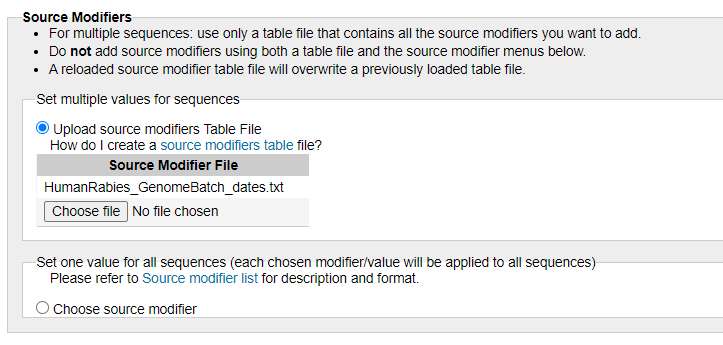 Source Modifiers
• For multiple sequences: use only a table file that contains all the source modifiers you want to add.
• Do not add source modifiers using both a table file and the source modifier menus below.
• A reloaded source modifier table file will overwrite a previously loaded table file.
Set multiple values for sequences
Upload source modifiers Table File
How do I create a source modifiers table file?
Source Modifier File
HumanRabies_GenomeBatch_dates.txt
Choose file No file chosen
Set one value for all sequences (each chosen modifier/value will be applied to all sequences)
Please refer to Source modifier list for description and format.
Choose source modifier